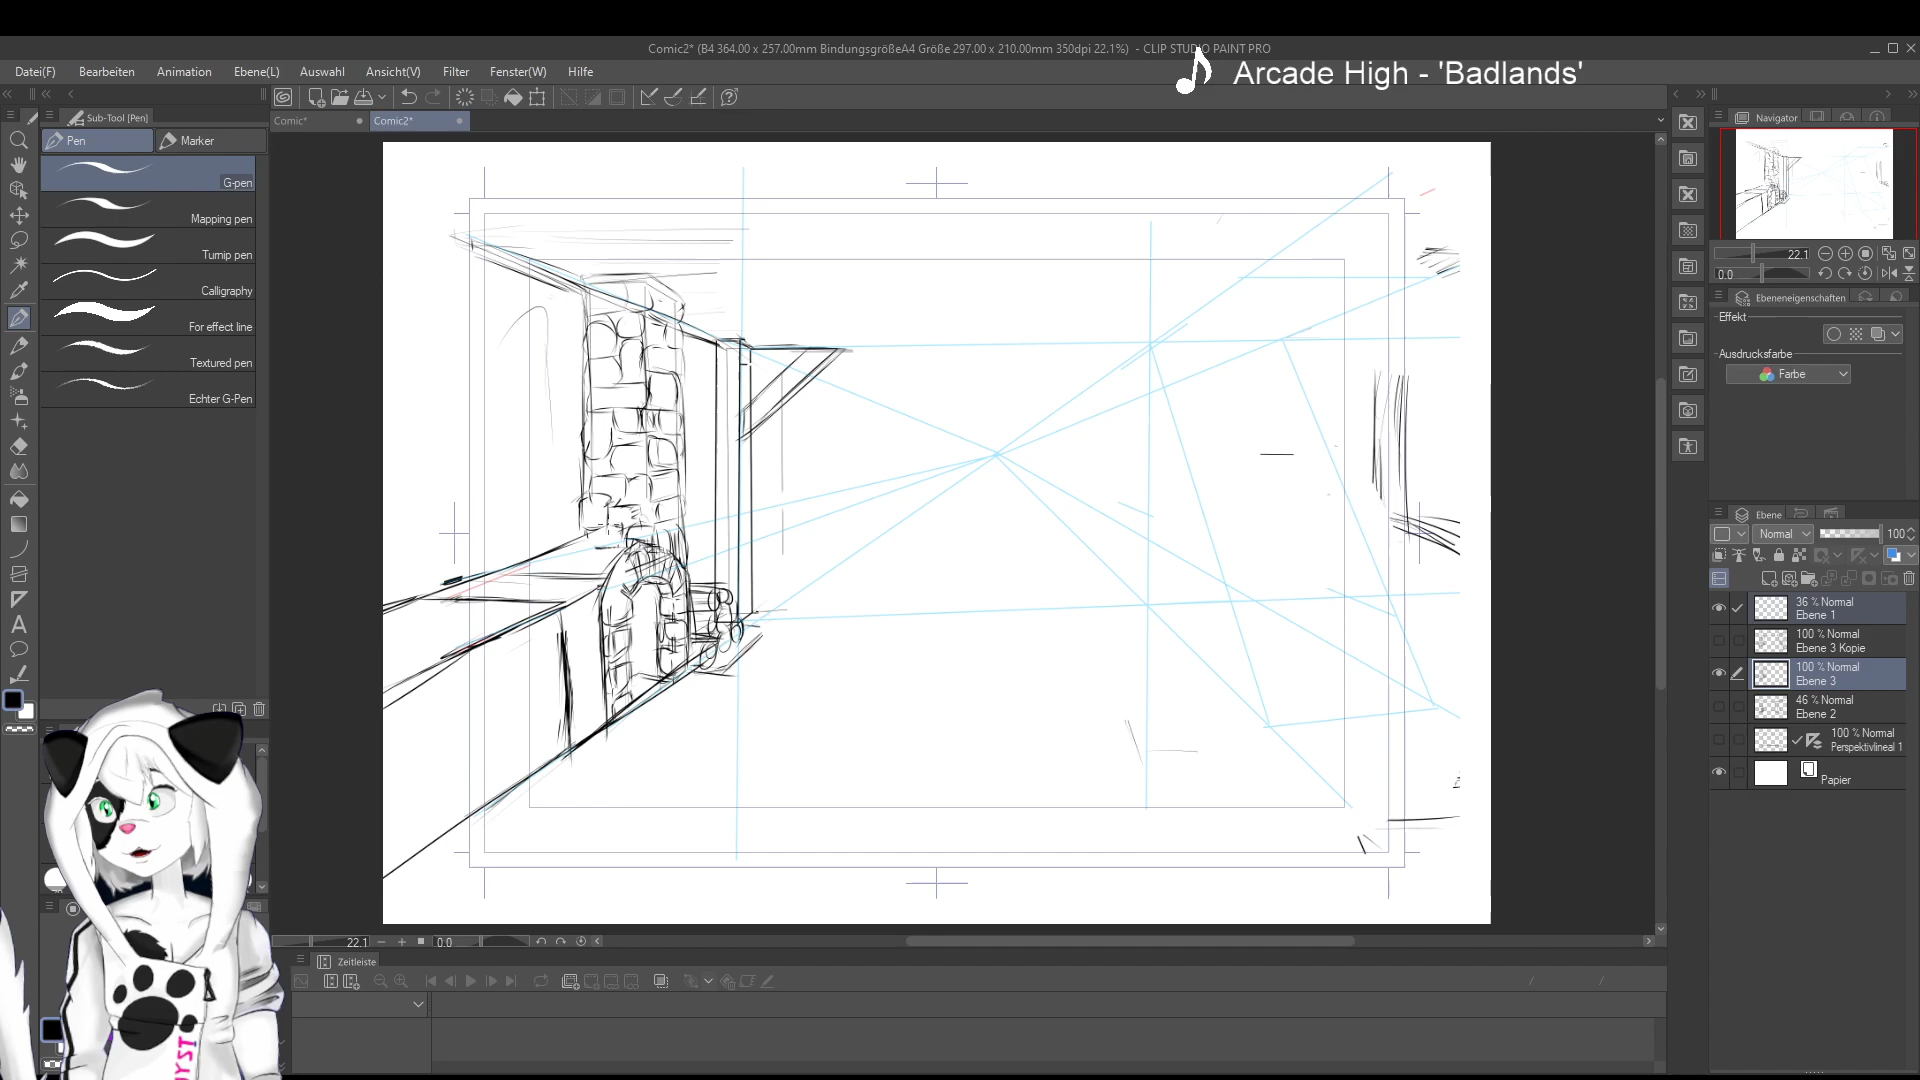 Comic2* (B4 364.00 x 257.00mm BindungsgrößeA4 Größe 297.00 x 210.00mm 350dpi 22.1%)  - CLIP STUDIO PAINT PRO
Datei(F) Bearbeiten Animation Ebene(L) Auswahl Ansicht(V) Filter Fenster(W) Hilfe
Arcade High - 'Badlands'
Sub-Tool [Pen]
Comic*
Comic2*
Navigator
Pen
Marker
G-pen
Mapping pen
Turnip pen
Calligraphy
For effect line
Textured pen
Echter G-Pen
22.1
0.0
Ebeneneigenschaften
Effekt
Ausdrucksfarbe
Farbe
Ebene
Normal
100
36 % Normal
Ebene 1
100 % Normal
Ebene 3 Kopie
100 % Normal
Ebene 3
46 % Normal
Ebene 2
100 % Normal
Perspektivlineal 1
Papier
22.1
0.0
Zeitleiste